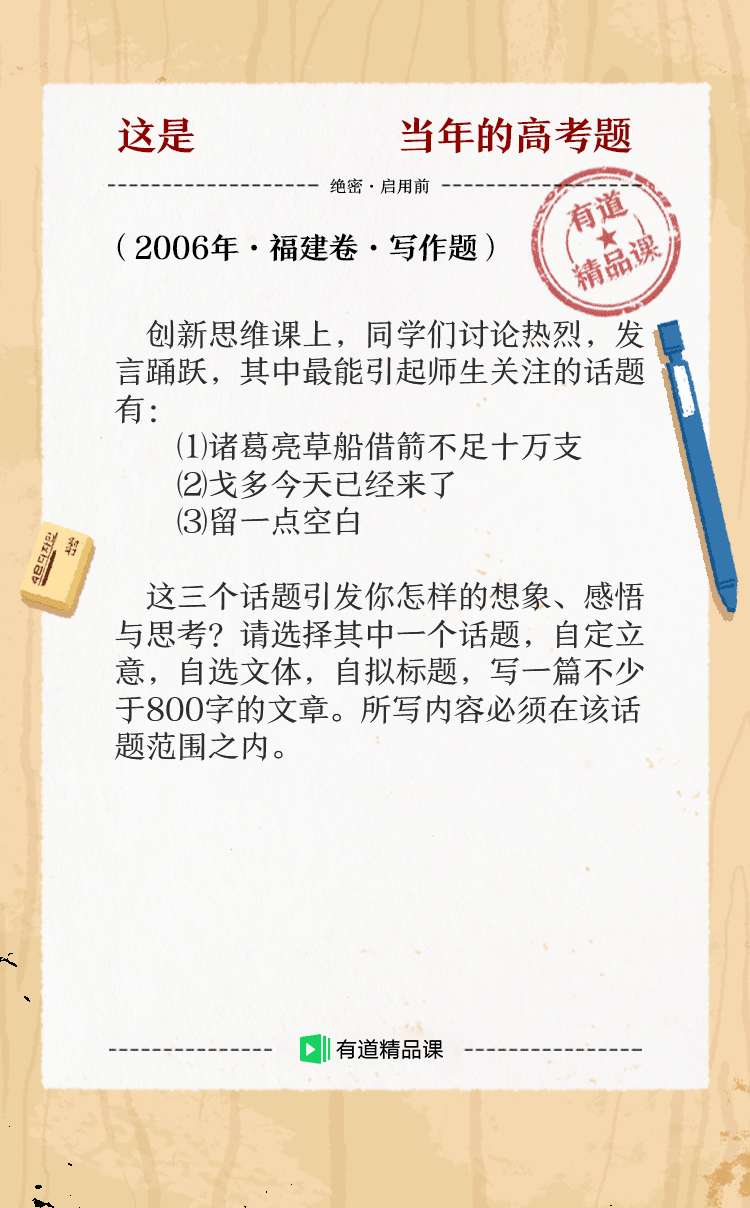 这是 当年的高考题
绝密·启用前
有道
精品课
（2006年·福建卷·写作题）
创新思维课上，同学们讨论热烈，发
言踊跃，其中最能引起师生关注的话题
有：
⑴诸葛亮草船借箭不足十万支
⑵戈多今天已经来了
⑶留一点空白
这三个话题引发你怎样的想象、感悟
与思考？请选择其中一个话题，自定立
意，自选文体，自拟标题，写一篇不少
于800字的文章。所写内容必须在该话
题范围之内。
有道精品课